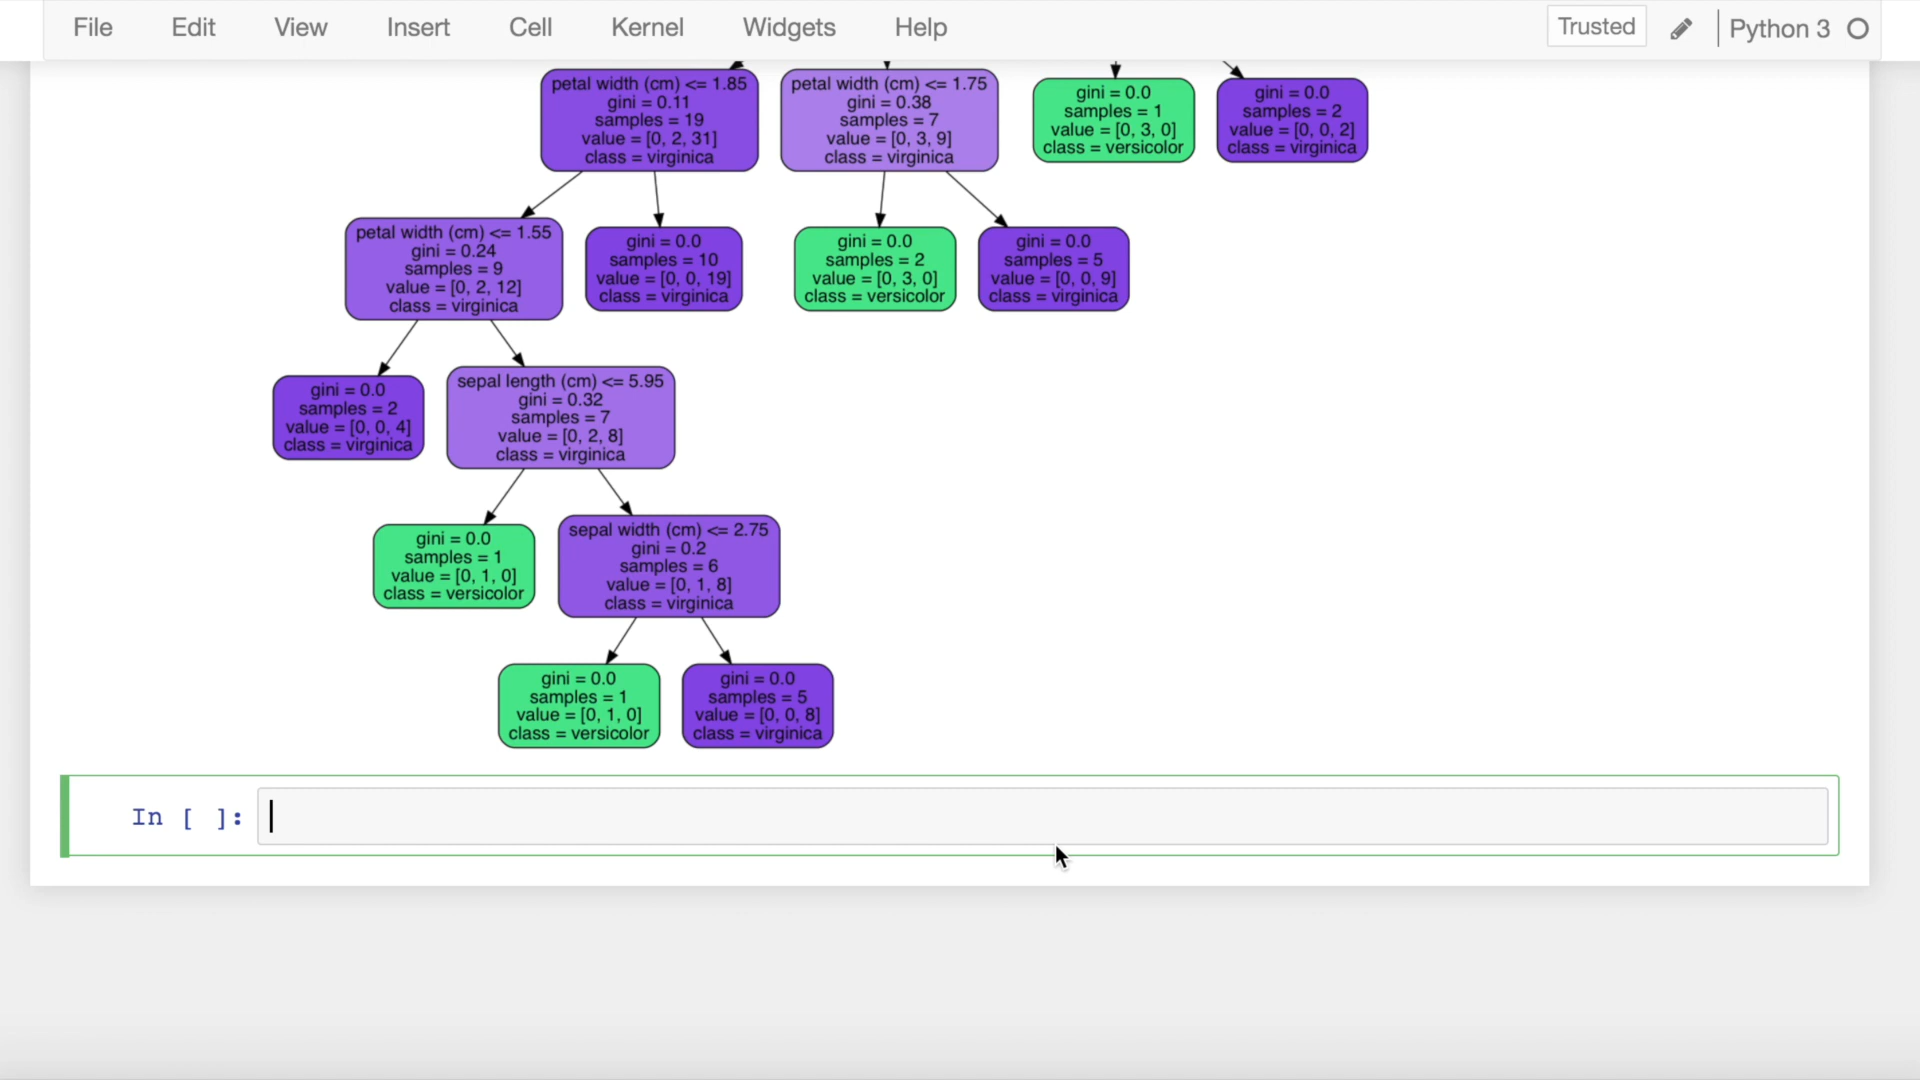 File Edit View Insert Cell Kernel Widgets Help Trusted Python 3
petal width (cm) <= 1.85
gini = 0.11
samples = 19
value = [0, 2, 31]
class = virginica
petal width (cm) <= 1.75
gini = 0.38
samples = 7
value = [0, 3, 9]
class = virginica
gini = 0.0
samples = 1
value = [0, 3, 0]
class = versicolor
gini = 0.0
samples = 2
value = [0, 0, 2]
class = virginica
petal width (cm) <= 1.55
gini = 0.24
samples = 9
value = [0, 2, 12]
class = virginica
gini = 0.0
samples = 10
value = [0, 0, 19]
class = virginica
gini = 0.0
samples = 2
value = [0, 3, 0]
class = versicolor
gini = 0.0
samples = 5
value = [0, 0, 9]
class = virginica
gini = 0.0
samples = 2
value = [0, 0, 4]
class = virginica
sepal length (cm) <= 5.95
gini = 0.32
samples = 7
value = [0, 2, 8]
class = virginica
gini = 0.0
samples = 1
value = [0, 1, 0]
class = versicolor
sepal width (cm) <= 2.75
gini = 0.2
samples = 6
value = [0, 1, 8]
class = virginica
gini = 0.0
samples = 1
value = [0, 1, 0]
class = versicolor
gini = 0.0
samples = 5
value = [0, 0, 8]
class = virginica
In [ ]: